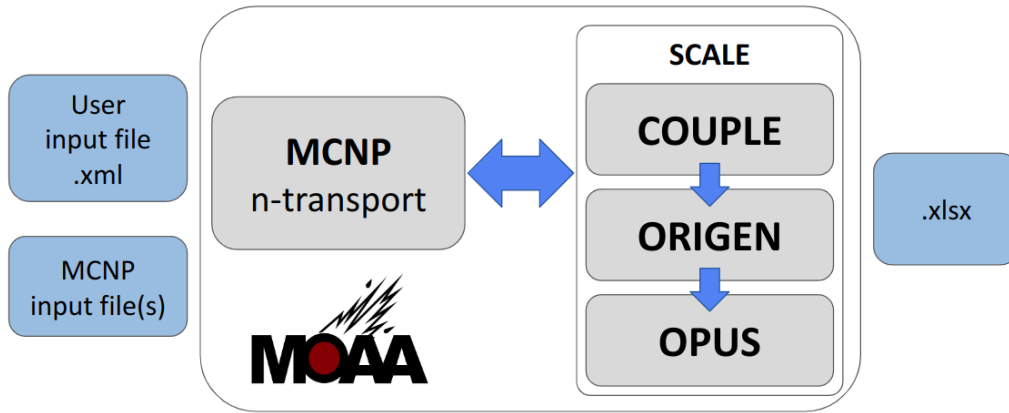 User
input file
.xml
MCNP
input file(s)
MCNP
n-transport
MOAA
SCALE
COUPLE
ORIGEN
OPUS
.xlsx